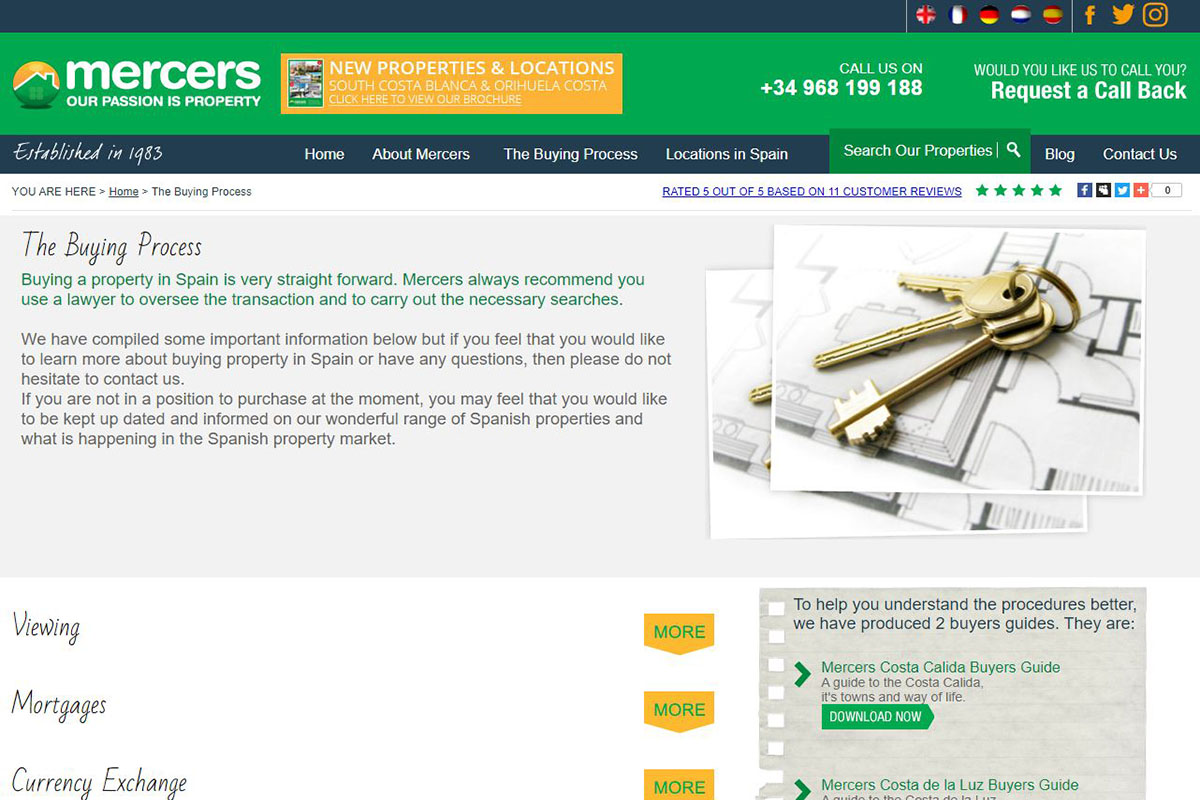 mercers
OUR PASSION IS PROPERTY
NEW PROPERTIES & LOCATIONS
SOUTH COSTA BLANCA & ORIHUELA COSTA
CLICK HERE TO VIEW OUR BROCHURE
CALL US ON
+34 968 199 188
WOULD YOU LIKE US TO CALL YOU?
Request a Call Back
Established in 1983
Home
About Mercers
The Buying Process
Locations in Spain
Search Our Properties
Blog
Contact Us
YOU ARE HERE > Home > The Buying Process
RATED 5 OUT OF 5 BASED ON 11 CUSTOMER REVIEWS
0
The Buying Process
Buying a property in Spain is very straight forward. Mercers always recommend you
use a lawyer to oversee the transaction and to carry out the necessary searches.
We have compiled some important information below but if you feel that you would like
to learn more about buying property in Spain or have any questions, then please do not
hesitate to contact us.
If you are not in a position to purchase at the moment, you may feel that you would like
to be kept up dated and informed on our wonderful range of Spanish properties and
what is happening in the Spanish property market.
Viewing
MORE
Mortgages
MORE
Currency Exchange
MORE
To help you understand the procedures better,
we have produced 2 buyers guides. They are:
Mercers Costa Calida Buyers Guide
A guide to the Costa Calida,
it's towns and way of life.
DOWNLOAD NOW
Mercers Costa de la Luz Buyers Guide
A guide to the Costa de la Luz